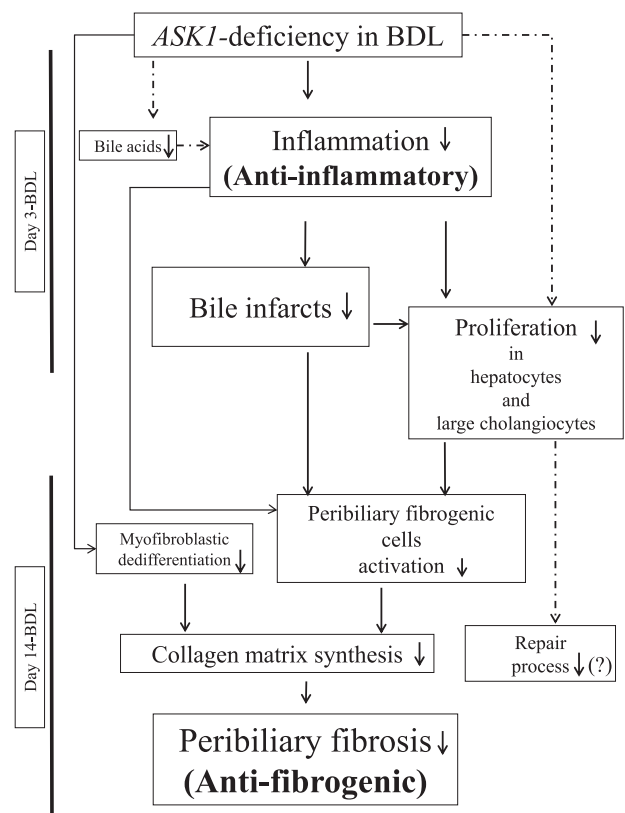 ASK1-deficiency in BDL
Day 3-BDL
Bile acids ↓
Inflammation ↓
(Anti-inflammatory)
Bile infarcts ↓
Proliferation ↓
in
hepatocytes
and
large cholangiocytes
Day 14-BDL
Peribiliary fibrogenic
cells
activation ↓
Myofibroblastic
dedifferentiation ↓
Collagen matrix synthesis ↓
Repair
process ↓ (?)
Peribiliary fibrosis ↓
(Anti-fibrogenic)